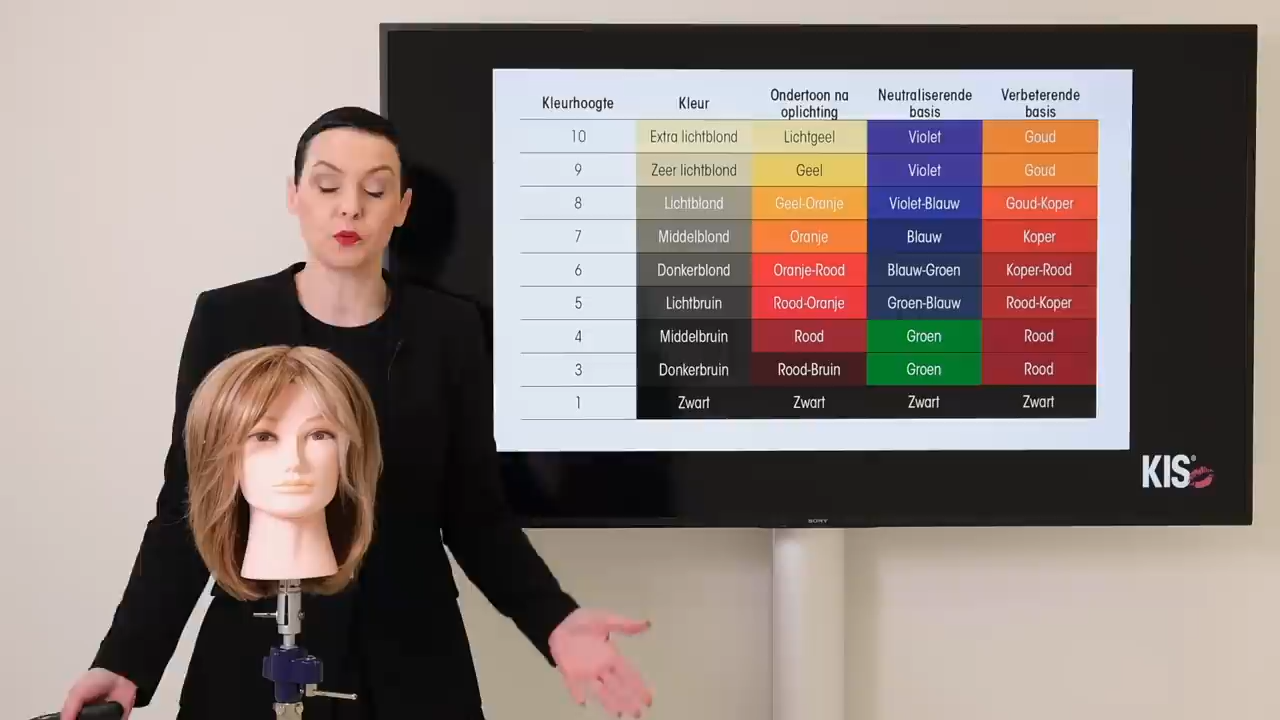 Kleurhoogte Kleur Ondertoon na oplichting Neutraliserende basis Verbeterende basis
10 Extra lichtblond Lichtgeel Violet Goud
9 Zeer lichtblond Geel Violet Goud
8 Lichtblond Geel-Oranje Violet-Blauw Goud-Koper
7 Middelblond Oranje Blauw Koper
6 Donkerblond Oranje-Rood Blauw-Groen Koper-Rood
5 Lichtbruin Rood-Oranje Groen-Blauw Rood-Koper
4 Middelbruin Rood Groen Rood
3 Donkerbruin Rood-Bruin Groen Rood
1 Zwart Zwart Zwart Zwart
KIS®
SONY